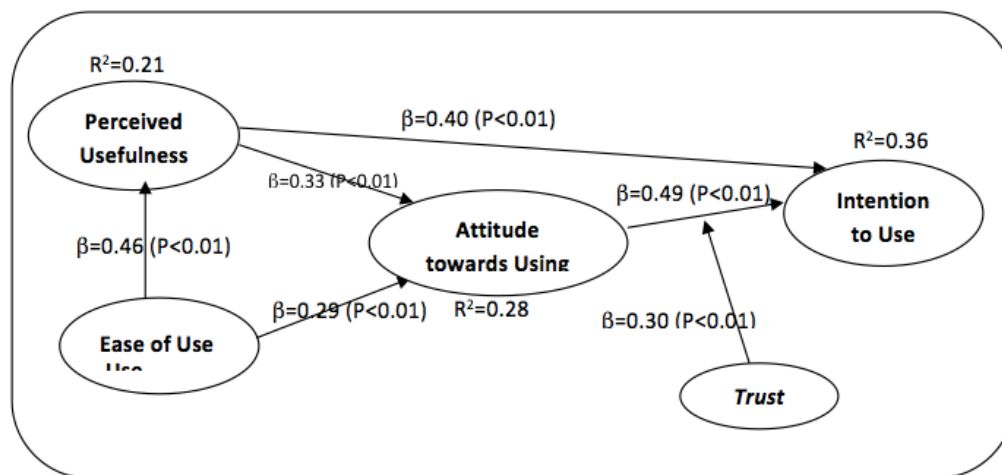 R²=0.21
Perceived
Usefulness
β=0.40 (P<0.01)
R²=0.36
β=0.33 (P<0.01)
β=0.49 (P<0.01)
Intention
to Use
Attitude
towards Using
β=0.46 (P<0.01)
β=0.29 (P<0.01)
R²=0.28
β=0.30 (P<0.01)
Ease of Use
Use
Trust